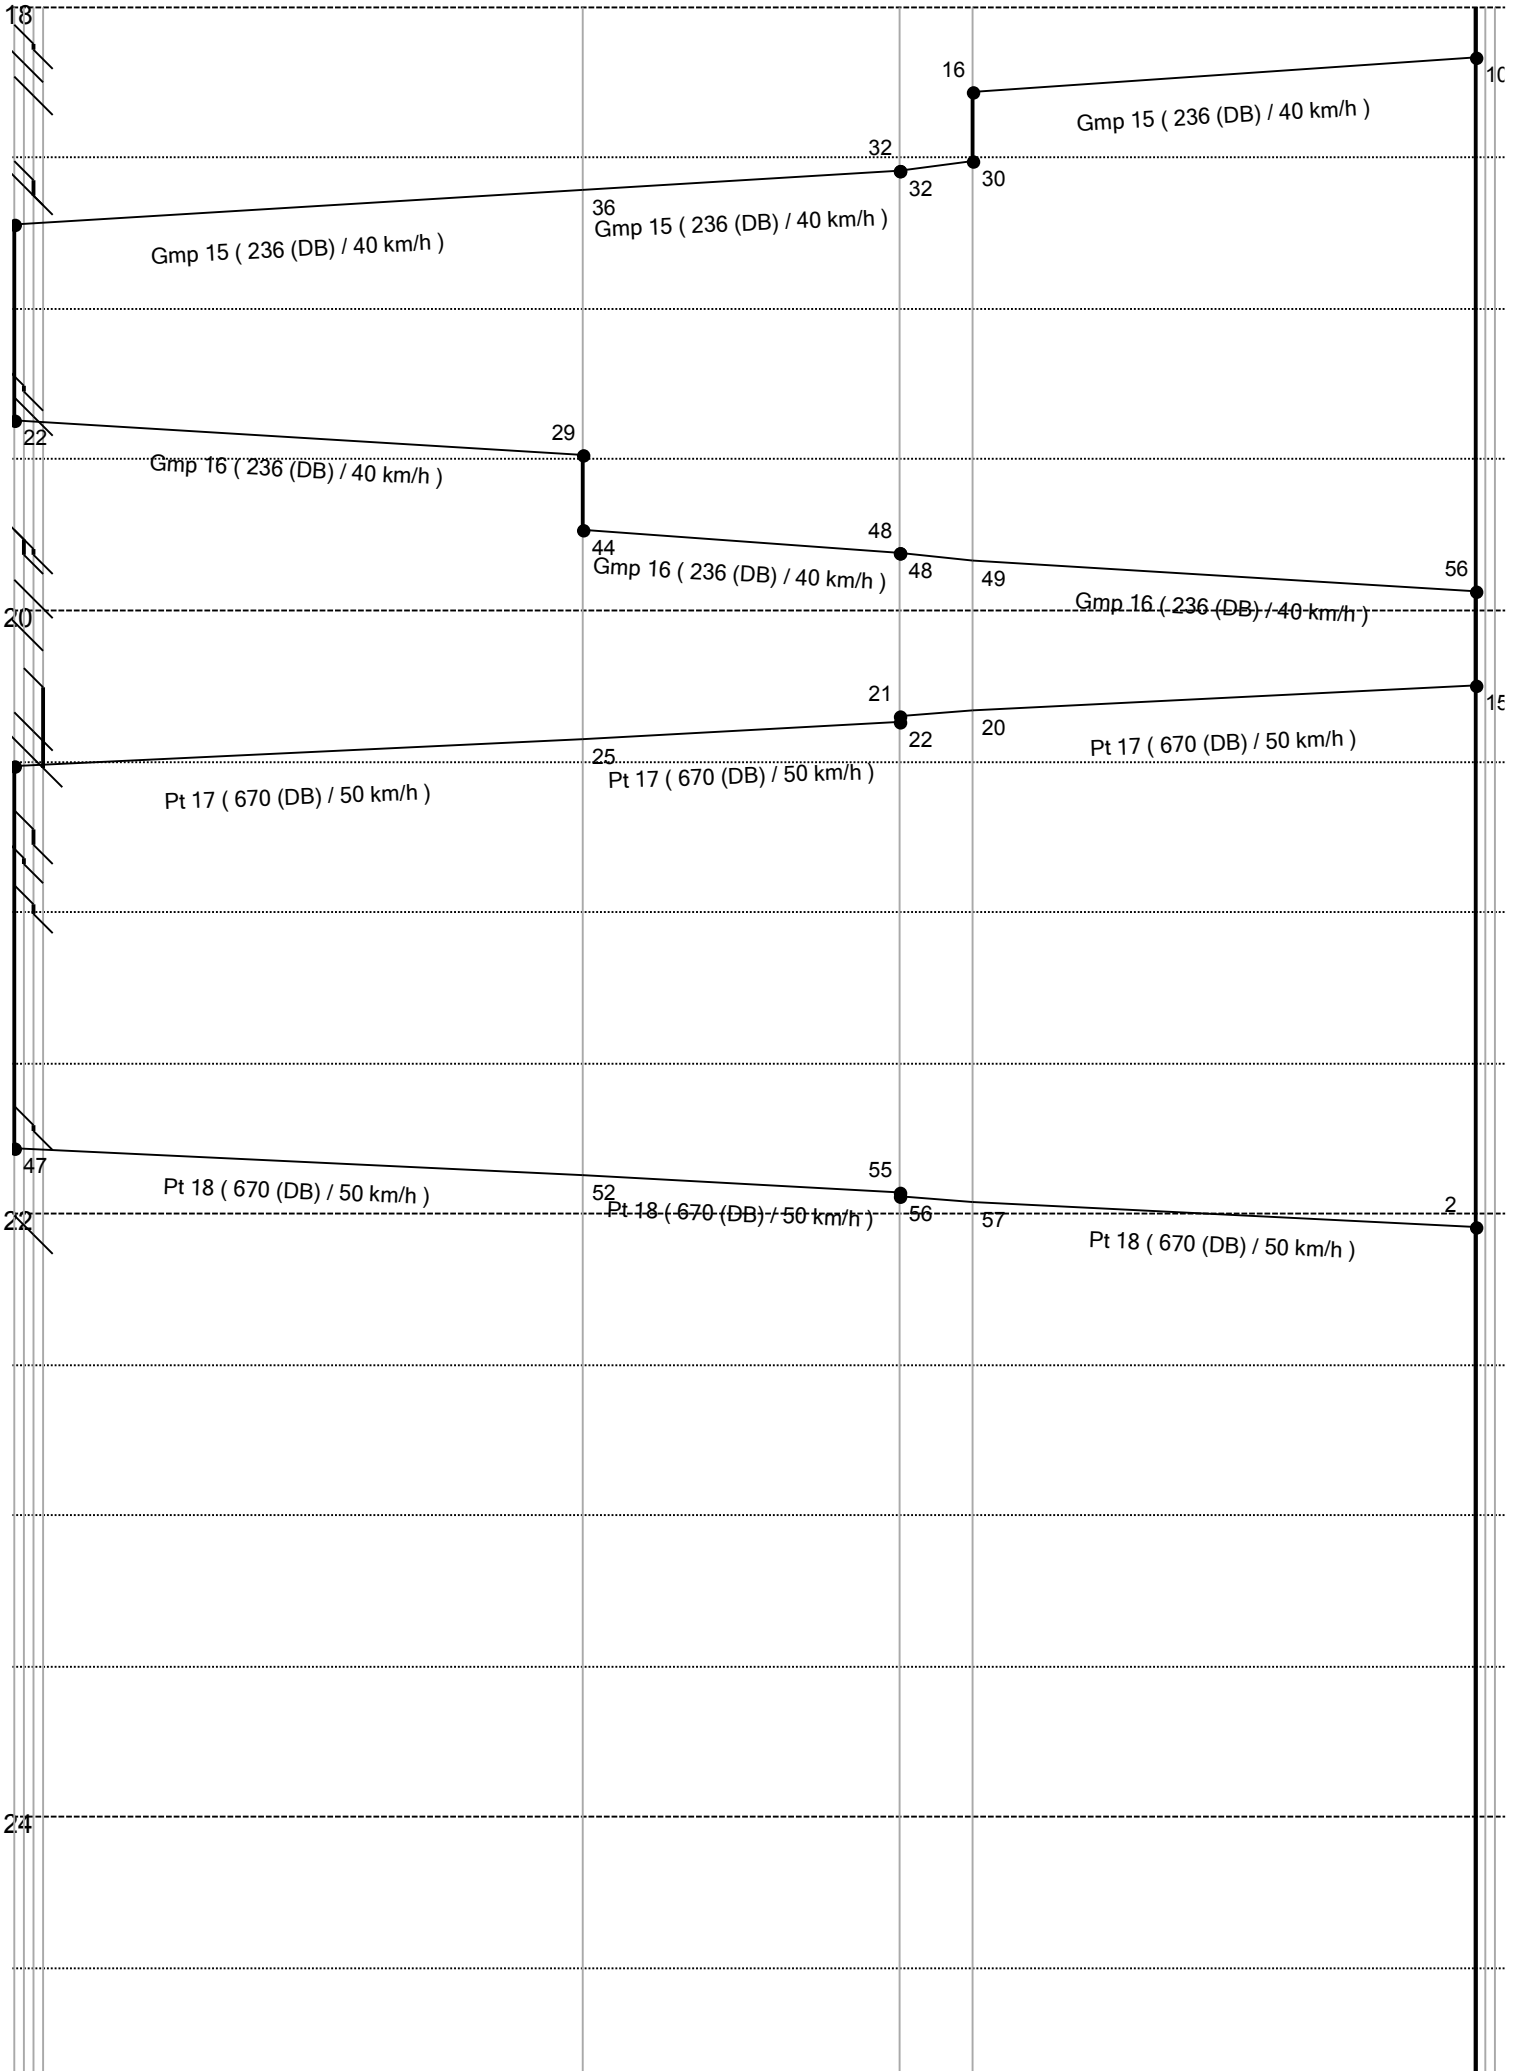 18
16
10
Gmp 15 ( 236 (DB) / 40 km/h )
32
30
32
36
Gmp 15 ( 236 (DB) / 40 km/h )
Gmp 15 ( 236 (DB) / 40 km/h )
22
29
Gmp 16 ( 236 (DB) / 40 km/h )
48
44
Gmp 16 ( 236 (DB) / 40 km/h )
48
49
56
Gmp 16 ( 236 (DB) / 40 km/h )
20
21
15
22
20
25
Pt 17 ( 670 (DB) / 50 km/h )
Pt 17 ( 670 (DB) / 50 km/h )
Pt 17 ( 670 (DB) / 50 km/h )
47
55
Pt 18 ( 670 (DB) / 50 km/h )
52
Pt 18 ( 670 (DB) / 50 km/h )
56
57
2
22
Pt 18 ( 670 (DB) / 50 km/h )
24